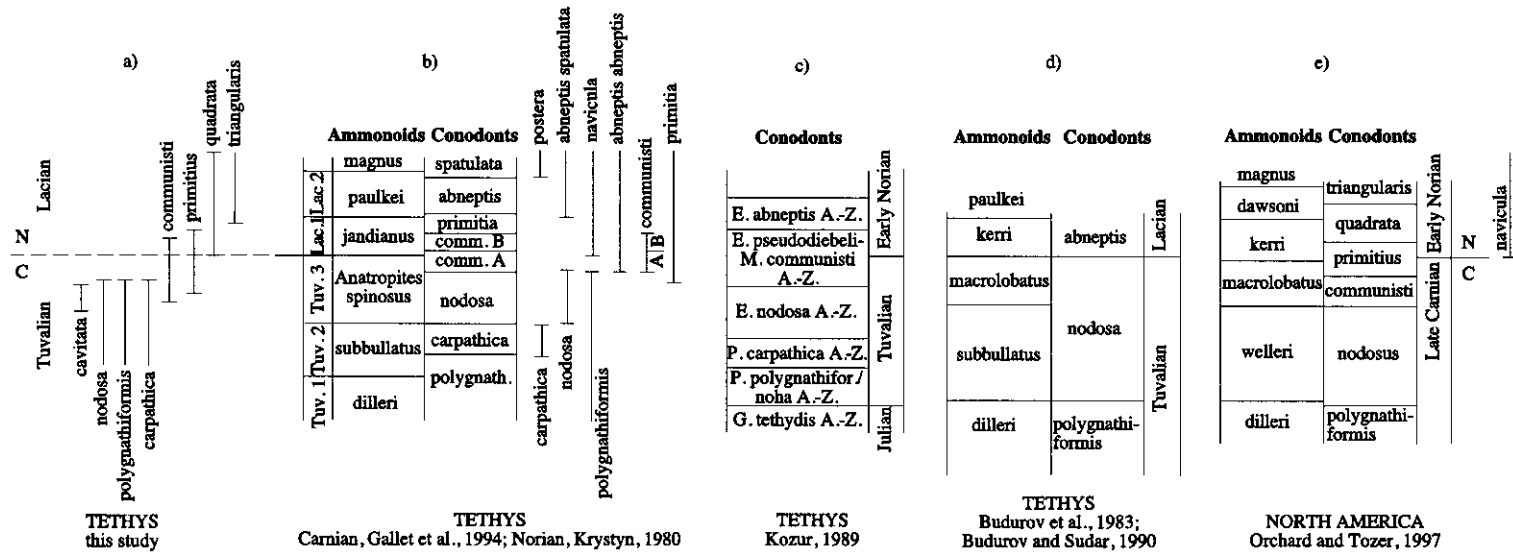 a)
Lacian
N
C
Tuvalian
cavitata
nodosa
polygnathiformis
carpathica
communisti
primitius
quadrata
triangularis
TETHYS
this study
b)
Ammonoids Conodonts
Lac.1 Lac 2
Tuv. 1 Tuv. 2 Tuv. 3
magnus
paulkei
jandianus
Anatropites
spinosus
subbullatus
dilleri
spatulata
abneptis
primitia
comm. B
comm. A
nodosa
carpathica
polygnath.
postera
abneptis spatulata
navicula
abneptis abneptis
communisti
A B
primitia
carpathica
nodosa
polygnathiformis
TETHYS
Carnian, Gallet et al., 1994; Norian, Krystyn, 1980
c)
Conodonts
E. abneptis A.-Z.
E. pseudodiebeli-
M. communisti
A.-Z.
E. nodosa A.-Z.
P. carpathica A.-Z.
P. polygnathifor/
noha A.-Z.
G. tethydis A.-Z.
Early Norian
Tuvalian
Julian
TETHYS
Kozur, 1989
d)
Ammonoids Conodonts
paulkei
kerri
macrolobatus
subbullatus
dilleri
abneptis
nodosa
polygnathi-
formis
Lacian
Tuvalian
TETHYS
Budurov et al., 1983;
Budurov and Sudar, 1990
e)
Ammonoids Conodonts
magnus
dawsoni
kerri
macrolobatus
welleri
dilleri
triangularis
quadrata
primitius
communisti
nodosus
polygnathi-
formis
Early Norian
Late Carnian
N
C
navicula
NORTH AMERICA
Orchard and Tozer, 1997